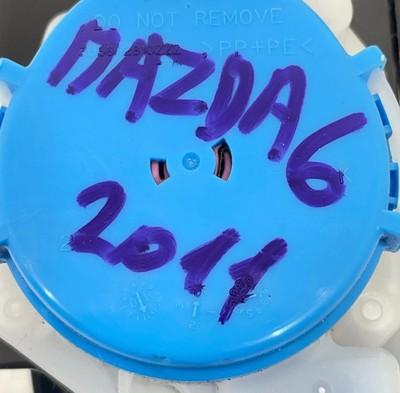 DO NOT REMOVE
>PP+PE<
MAZDA6
2011